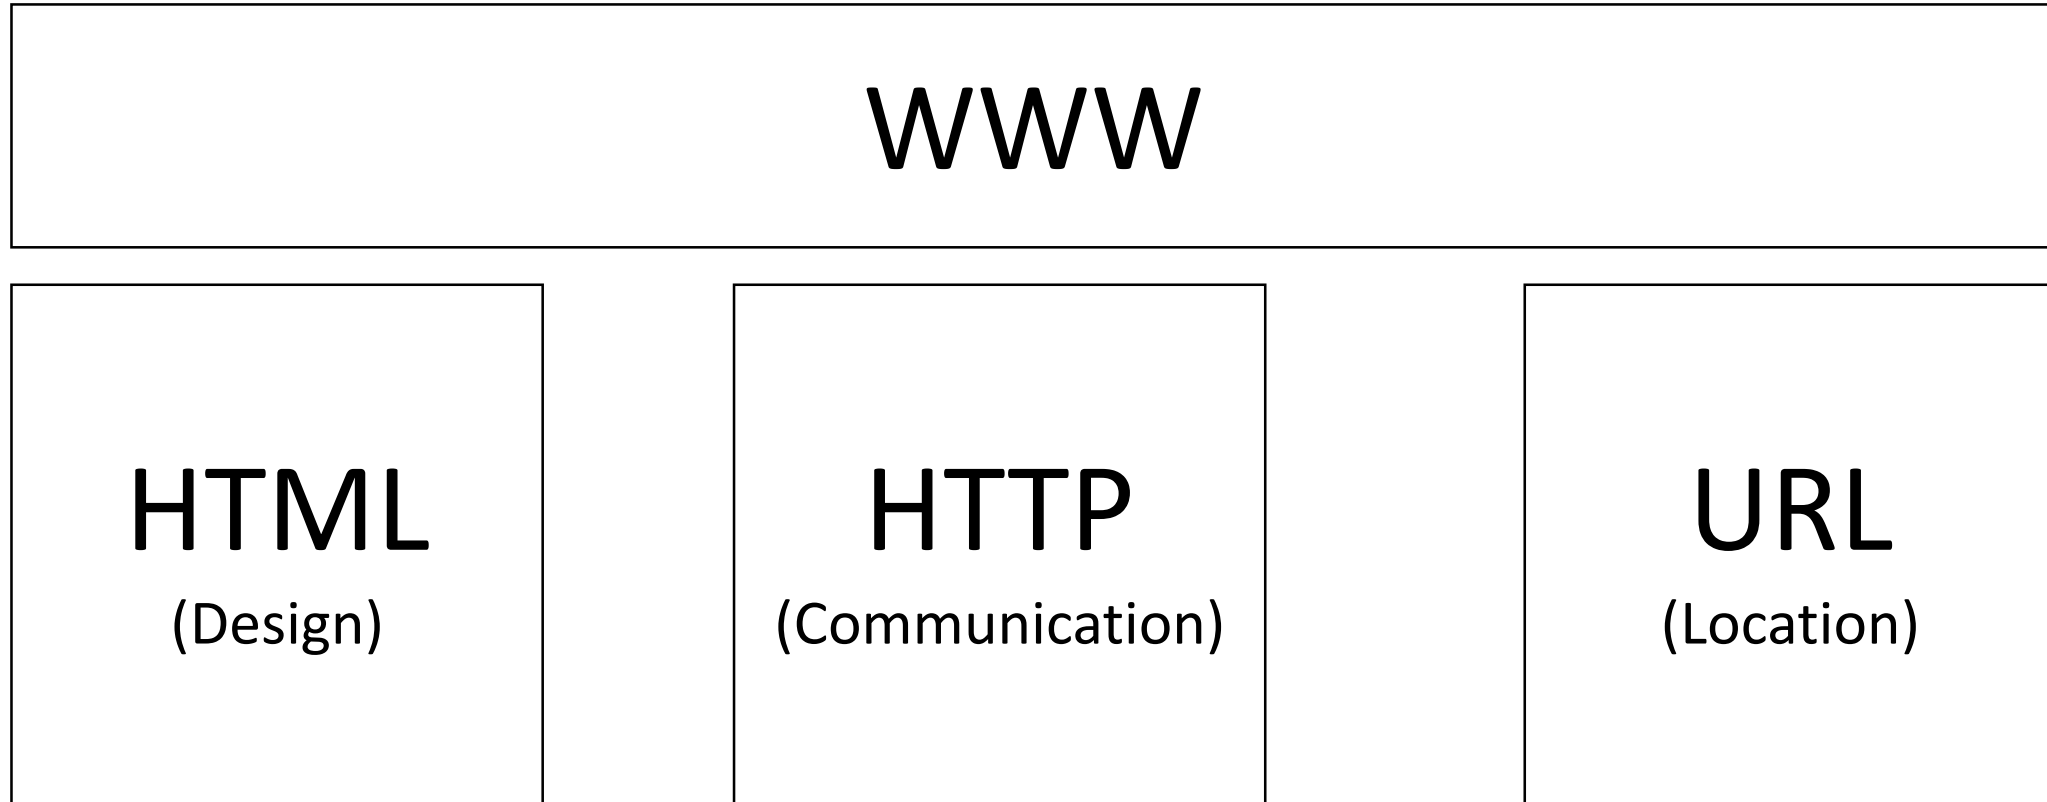 WWW
HTML
(Design)
HTTP
(Communication)
URL
(Location)